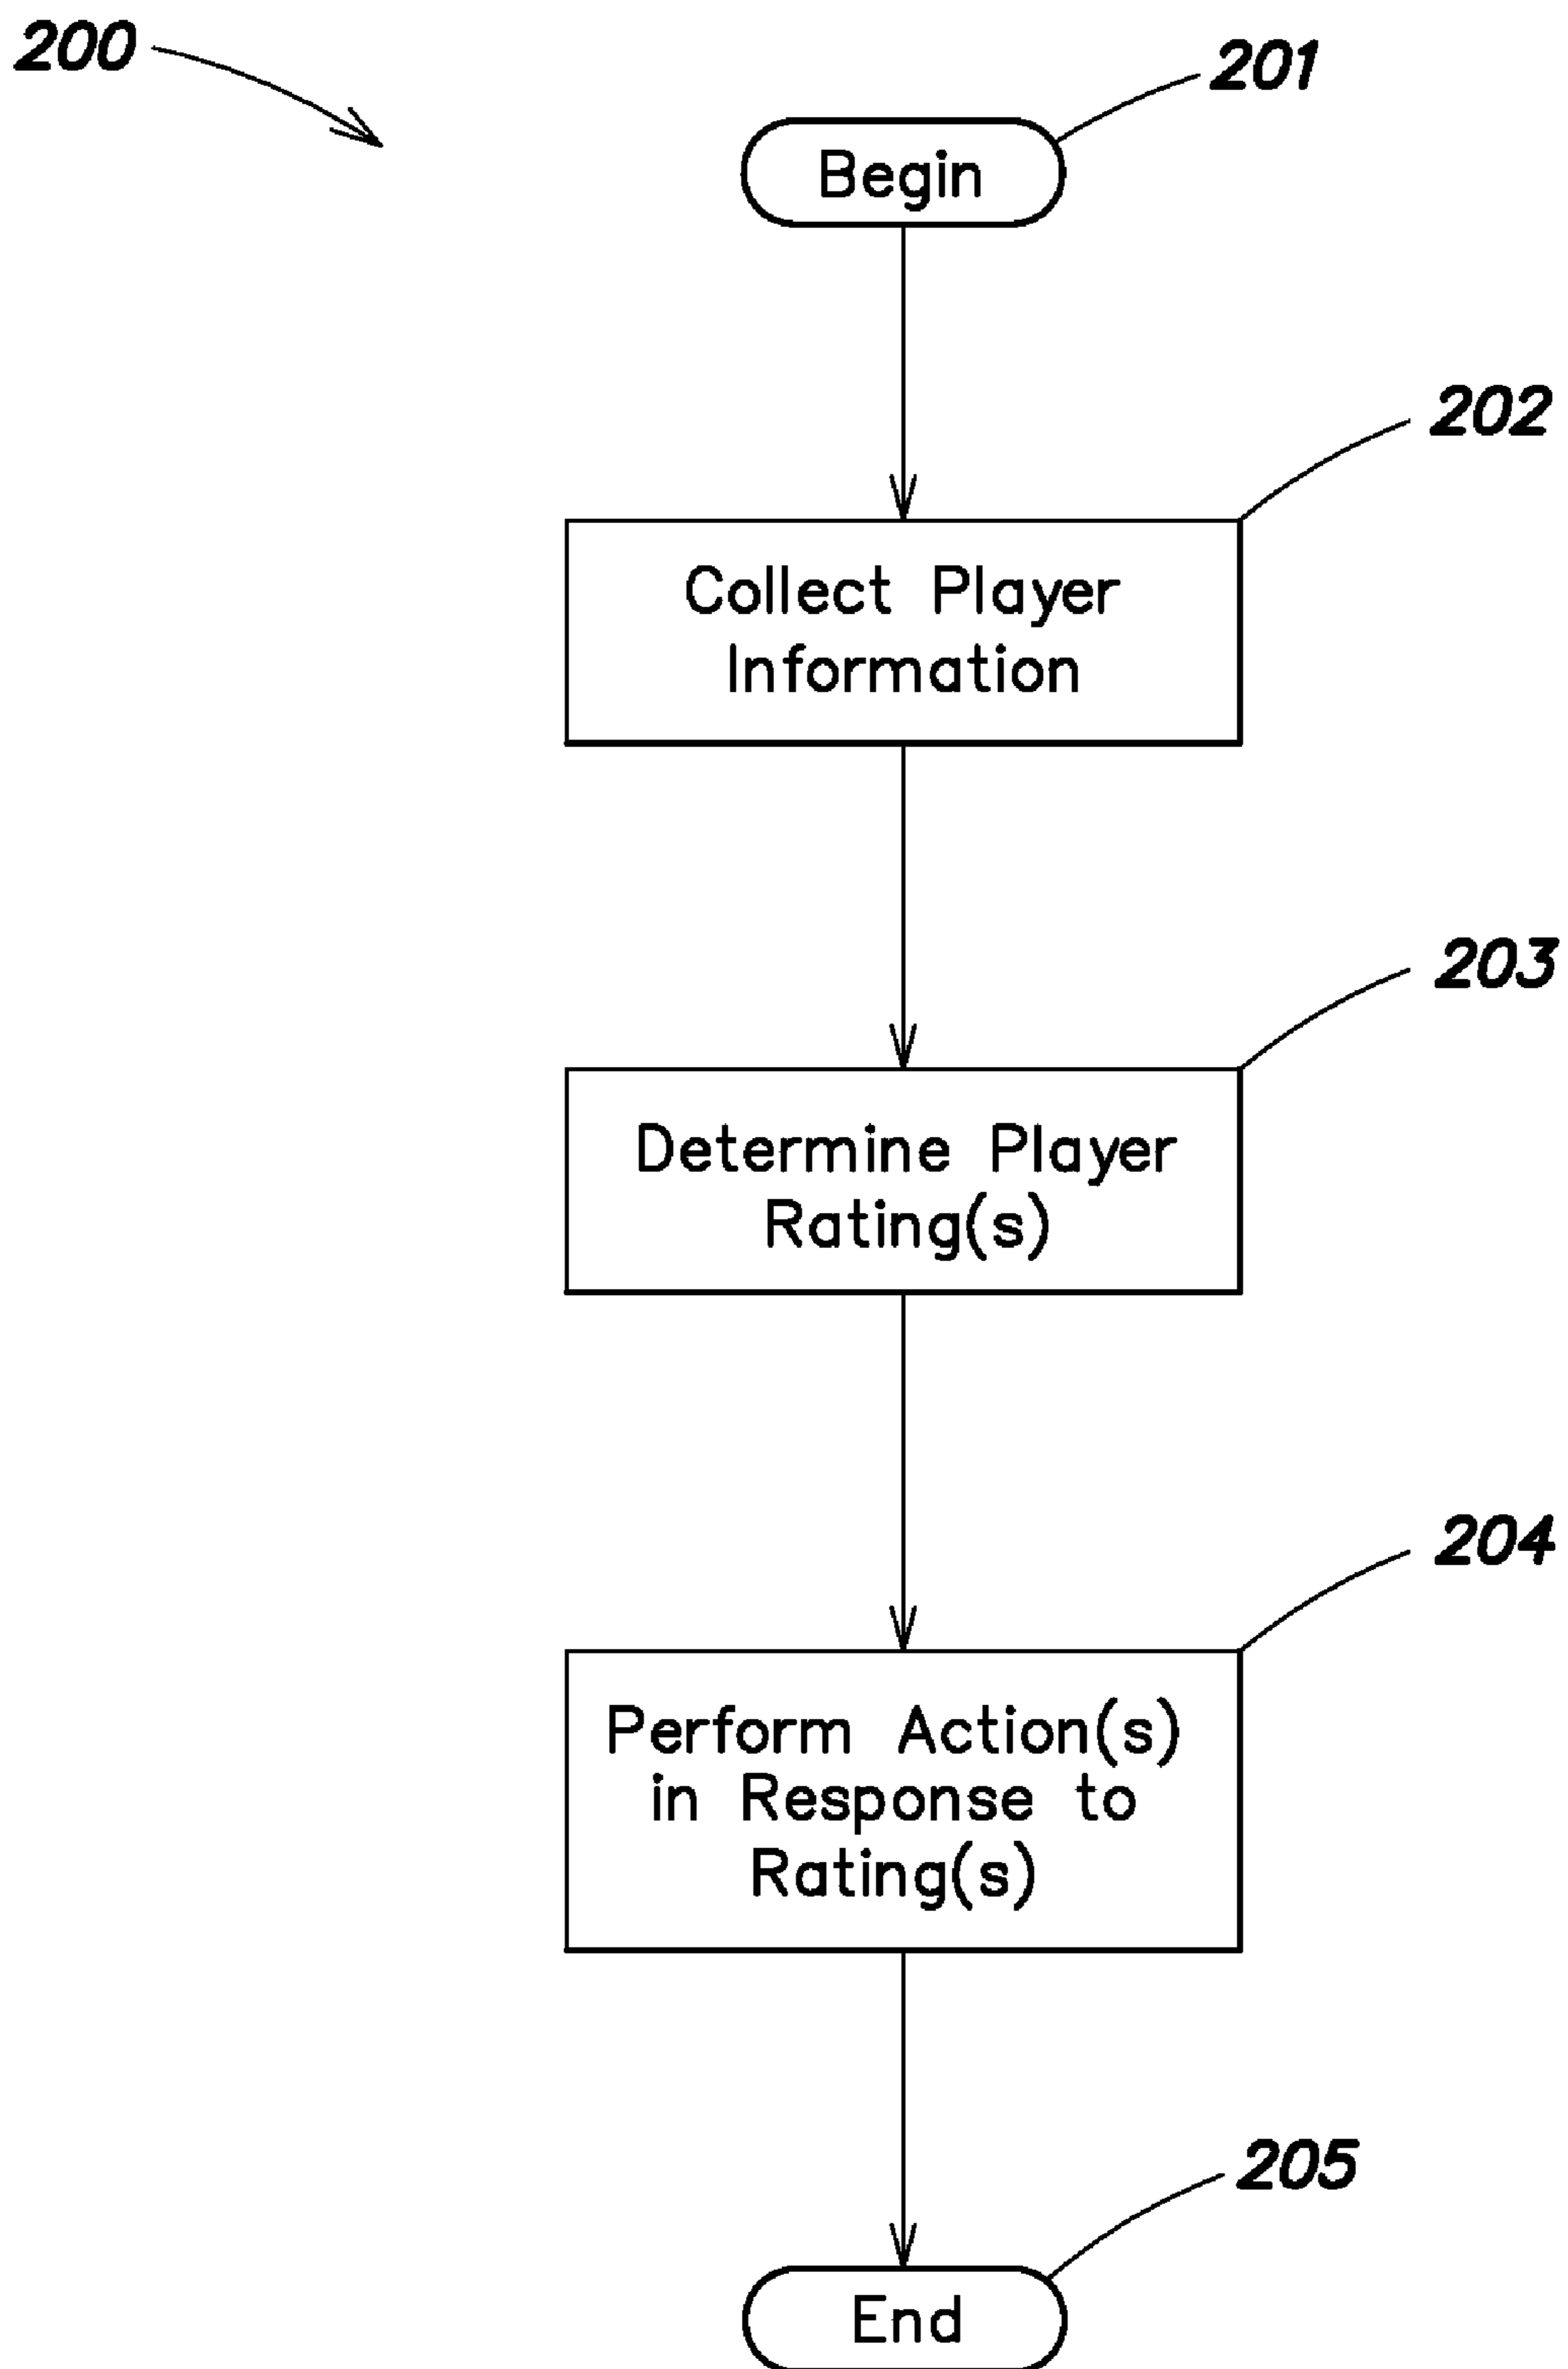 200
201
Begin
202
Collect Player
Information
203
Determine Player
Rating(s)
204
Perform Action(s)
in Response to
Rating(s)
205
End